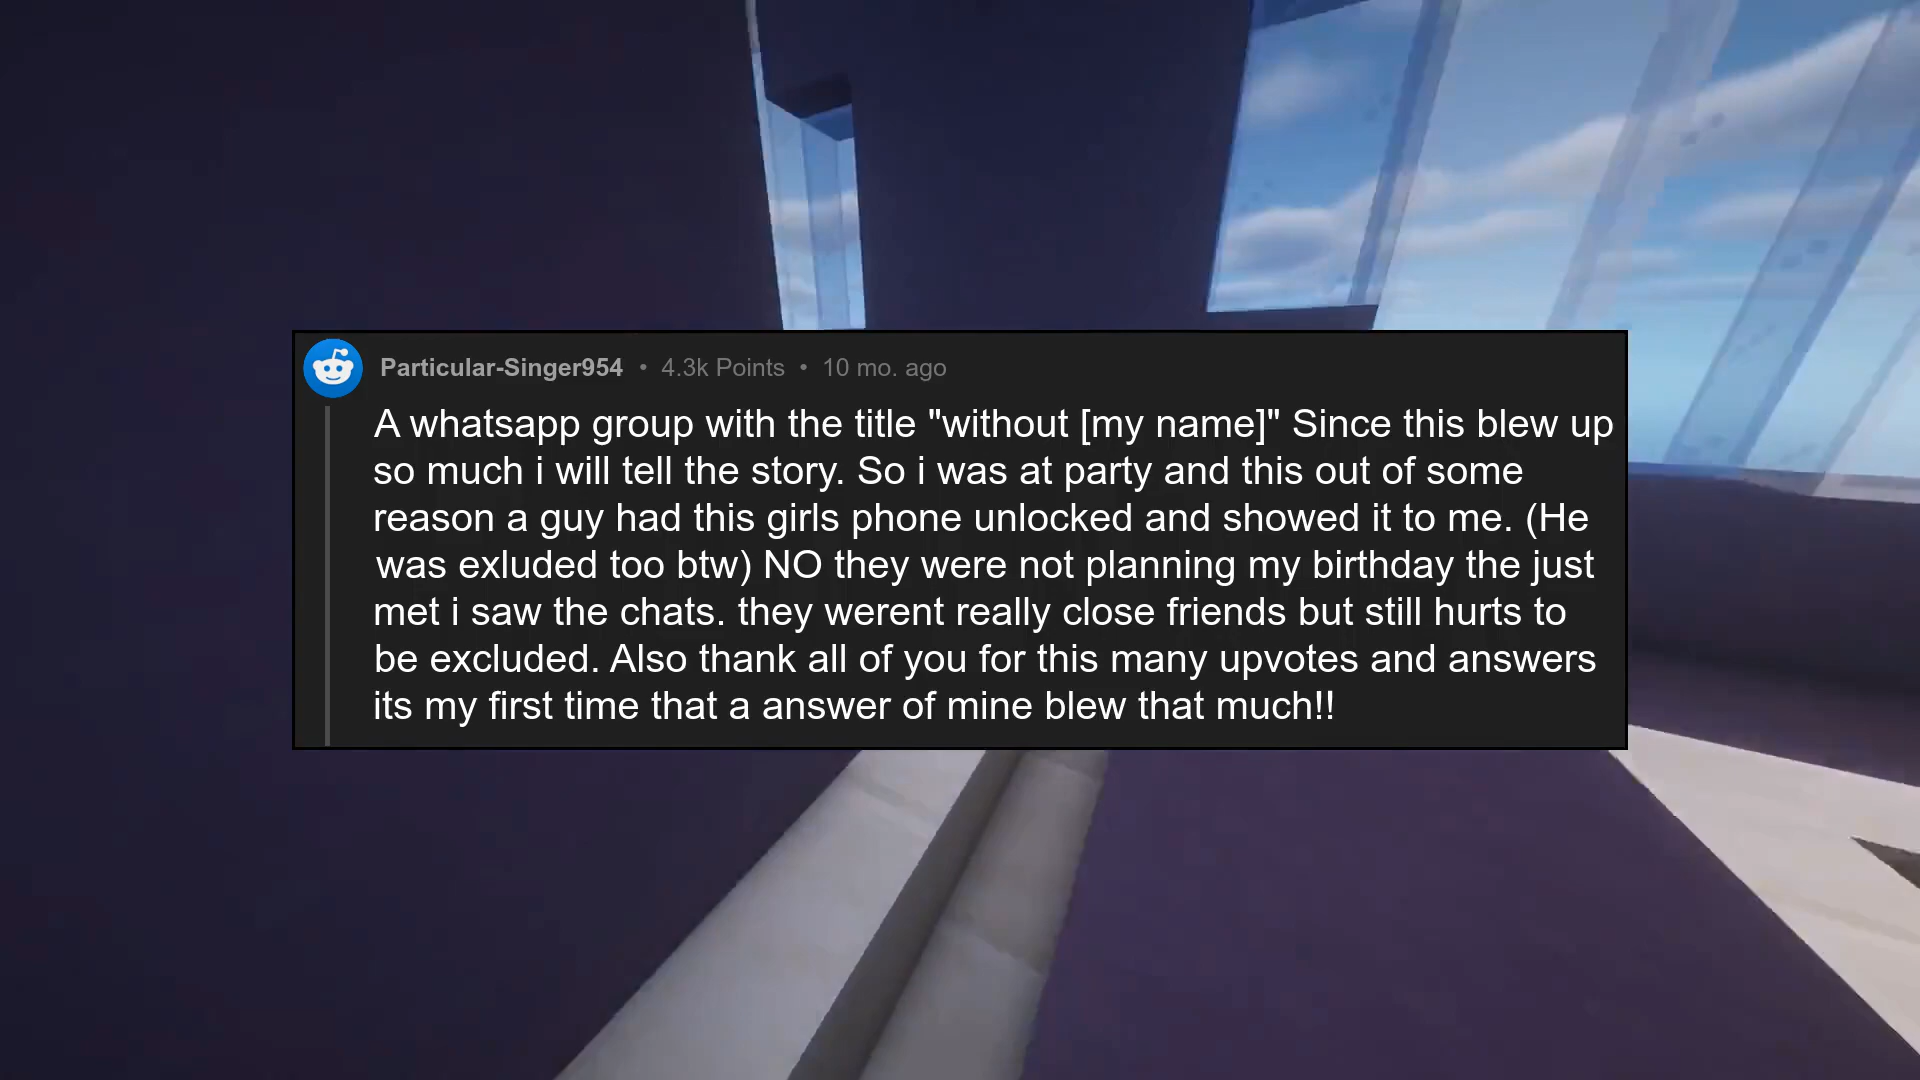 Particular-Singer954 • 4.3k Points • 10 mo. ago
A whatsapp group with the title "without [my name]" Since this blew up
so much i will tell the story. So i was at party and this out of some
reason a guy had this girls phone unlocked and showed it to me. (He
was exluded too btw) NO they were not planning my birthday the just
met i saw the chats. they werent really close friends but still hurts to
be excluded. Also thank all of you for this many upvotes and answers
its my first time that a answer of mine blew that much!!